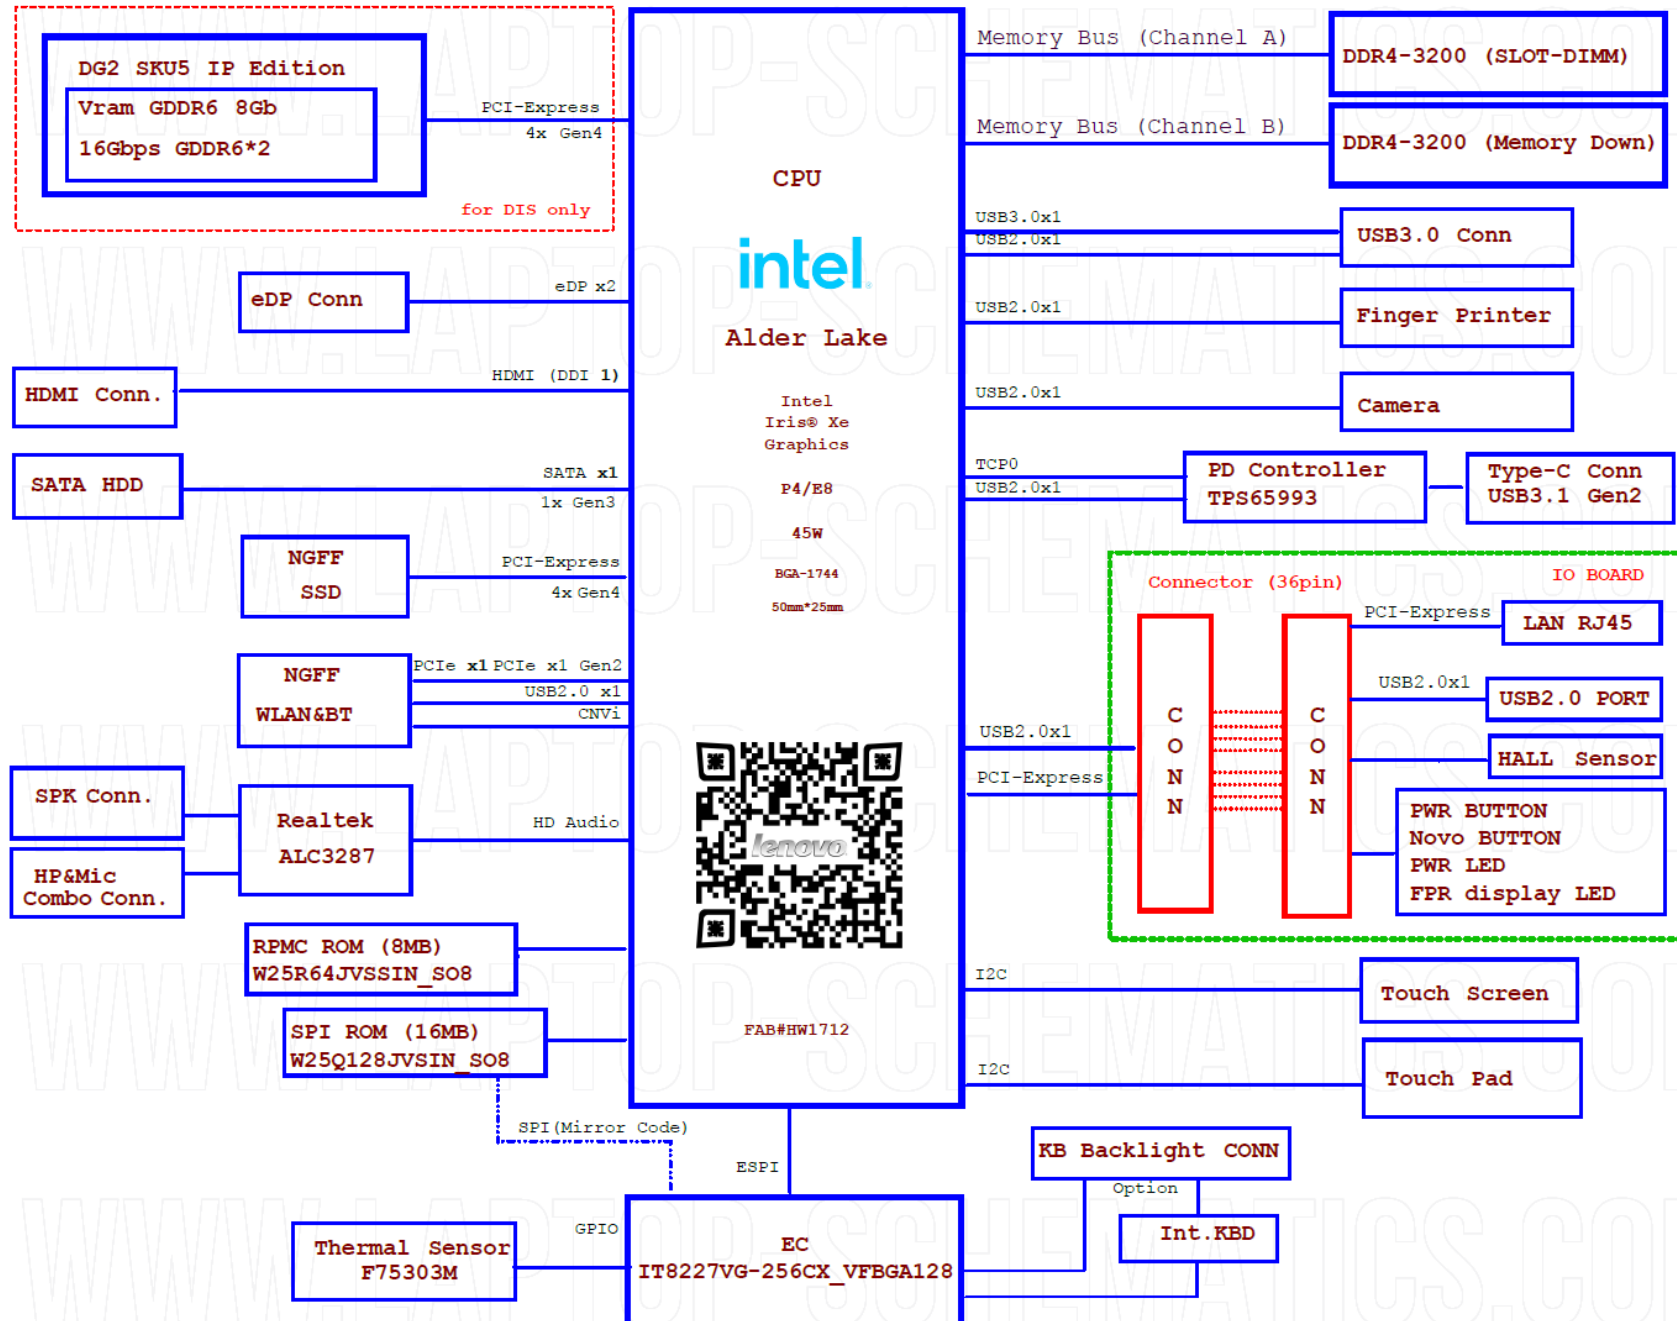 DG2 SKU5 IP Edition
Vram GDDR6 8Gb
16Gbps GDDR6*2
PCI-Express
4x Gen4
for DIS only
eDP Conn
eDP x2
HDMI Conn.
HDMI (DDI 1)
SATA HDD
SATA x1
1x Gen3
NGFF
SSD
PCI-Express
4x Gen4
NGFF
WLAN&BT
PCIe x1 PCIe x1 Gen2
USB2.0 x1
CNVi
SPK Conn.
HP&Mic
Combo Conn.
Realtek
ALC3287
HD Audio
RPMC ROM (8MB)
W25R64JVSSIN_SO8
SPI ROM (16MB)
W25Q128JVSIN_SO8
SPI(Mirror Code)
CPU
intel
Alder Lake
Intel
Iris® Xe
Graphics
P4/E8
45W
BGA-1744
50mm*25mm
lenovo
FAB#HW1712
ESPI
Memory Bus (Channel A)
DDR4-3200 (SLOT-DIMM)
Memory Bus (Channel B)
DDR4-3200 (Memory Down)
USB3.0x1
USB2.0x1
USB3.0 Conn
USB2.0x1
Finger Printer
USB2.0x1
Camera
TCP0
USB2.0x1
PD Controller
TPS65993
Type-C Conn
USB3.1 Gen2
Connector (36pin)
IO BOARD
USB2.0x1
PCI-Express
CONN
CONN
PCI-Express
LAN RJ45
USB2.0x1
USB2.0 PORT
HALL Sensor
PWR BUTTON
Novo BUTTON
PWR LED
FPR display LED
I2C
Touch Screen
I2C
Touch Pad
KB Backlight CONN
Option
Int.KBD
GPIO
Thermal Sensor
F75303M
EC
IT8227VG-256CX_VFBGA128
WWW.LAPTOP-SCHEMATICS.COM